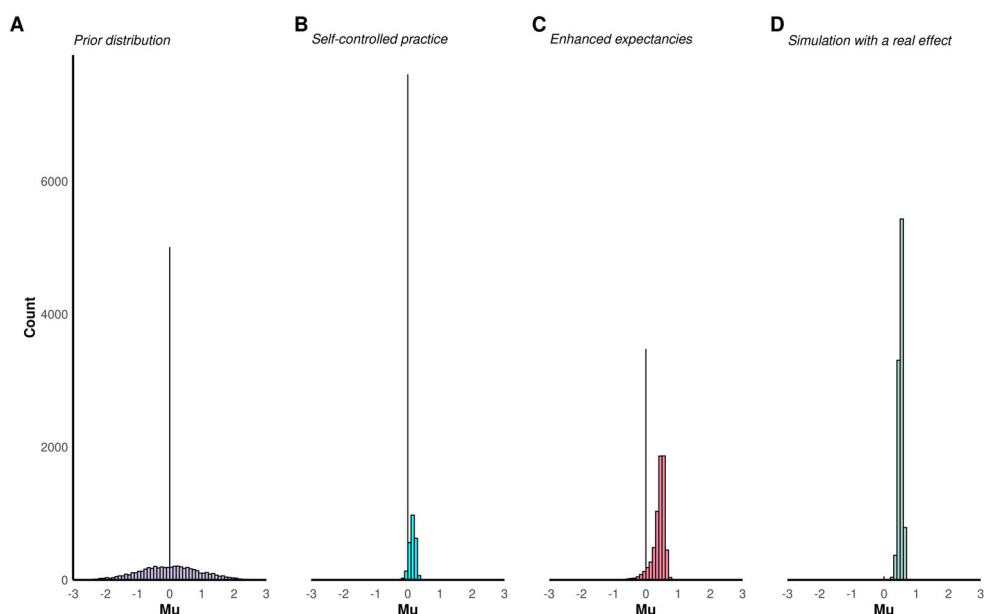 A B C D
Prior distribution Self-controlled practice Enhanced expectancies Simulation with a real effect
6000
4000
2000
0
Count
-3 -2 -1 0 1 2 3 -3 -2 -1 0 1 2 3 -3 -2 -1 0 1 2 3 -3 -2 -1 0 1 2 3
Mu Mu Mu Mu